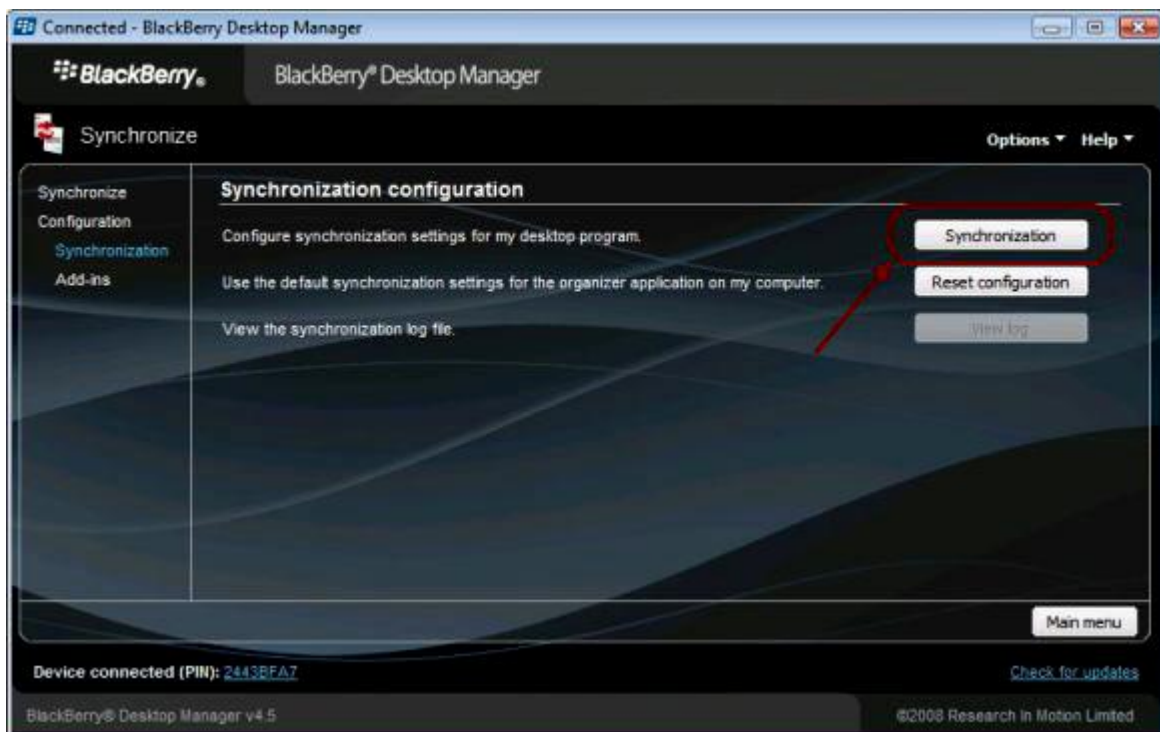 Connected - BlackBerry Desktop Manager
BlackBerry® BlackBerry® Desktop Manager
Synchronize
Options Help
Synchronize
Configuration
Synchronization
Add-ins
Synchronization configuration
Configure synchronization settings for my desktop program.
Synchronization
Use the default synchronization settings for the organizer application on my computer.
Reset configuration
View the synchronization log file.
View log
Main menu
Device connected (PIN): 2443BFA7
Check for updates
BlackBerry® Desktop Manager v4.5
©2008 Research In Motion Limited